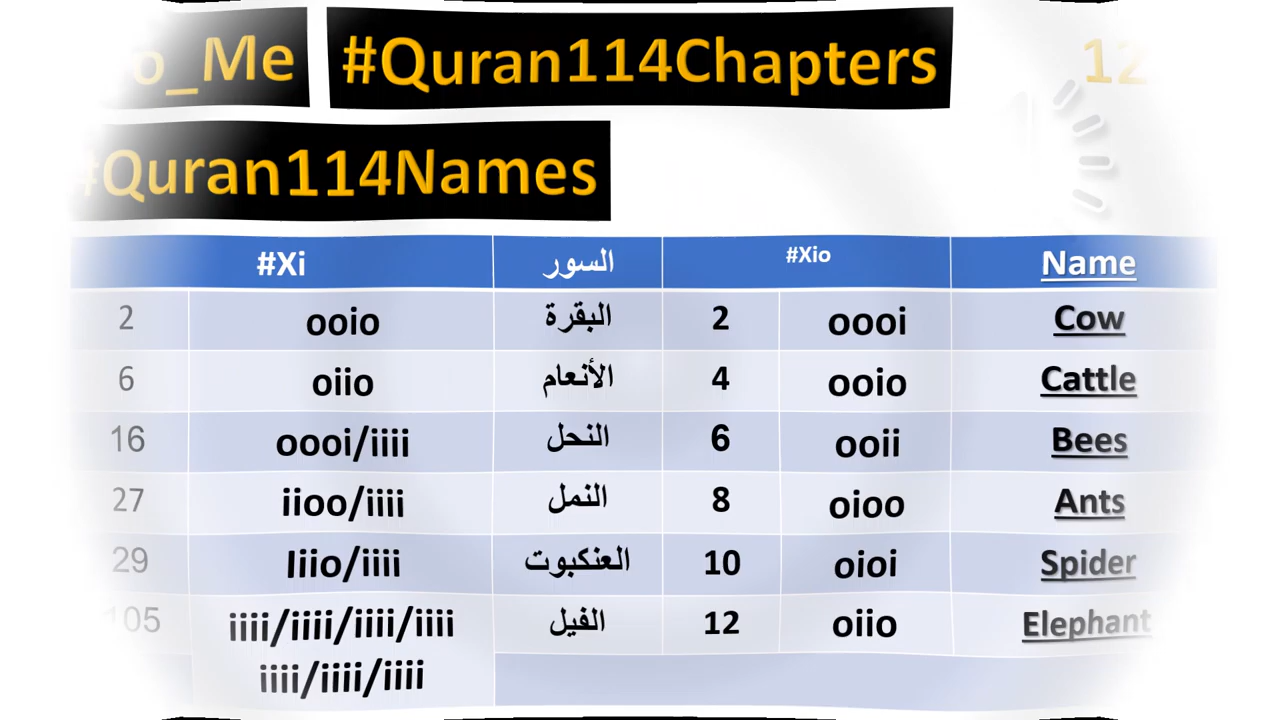 o_Me #Quran114Chapters 12
#Quran114Names
#Xi السور #Xio Name
2 ooio البقرة 2 oooi Cow
6 oiio الأنعام 4 ooio Cattle
16 oooi/iiii النحل 6 ooii Bees
27 iioo/iiii النمل 8 oioo Ants
29 Iiio/iiii العنكبوت 10 oioi Spider
105 iiii/iiii/iiii/iiii الفيل 12 oiio Elephant
iiii/iiii/iiii